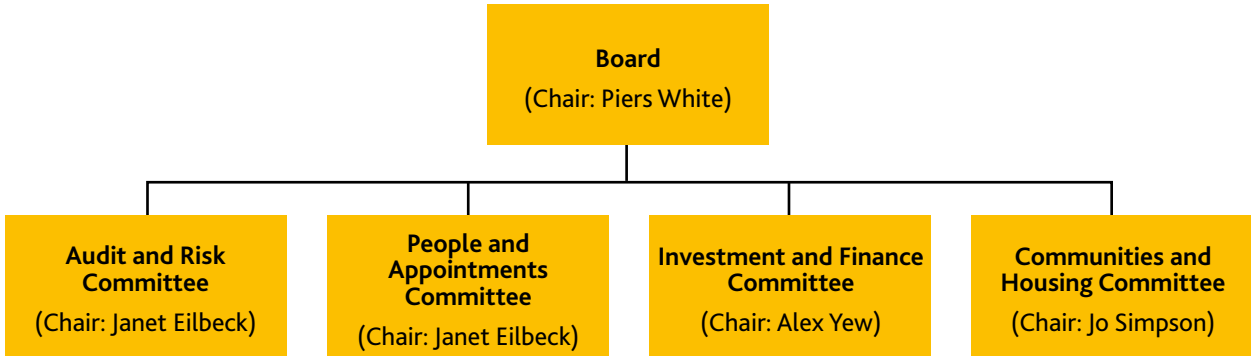 Board
(Chair: Piers White)
Audit and Risk
Committee
(Chair: Janet Eilbeck)
People and
Appointments
Committee
(Chair: Janet Eilbeck)
Investment and Finance
Committee
(Chair: Alex Yew)
Communities and
Housing Committee
(Chair: Jo Simpson)